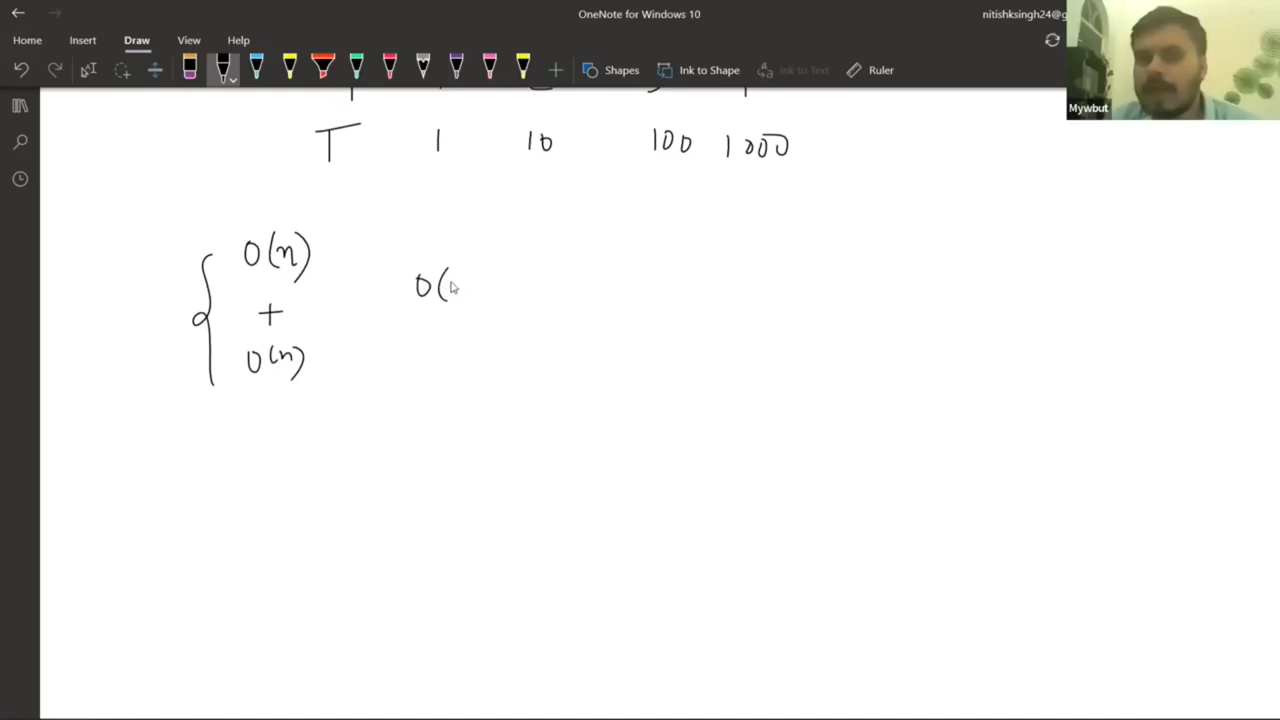 OneNote for Windows 10
nitishksingh24@g
Home Insert Draw View Help
Shapes Ink to Shape Ink to Text Ruler
Mywbut
T 1 10 100 1000
O(n)
O(
+
O(n)